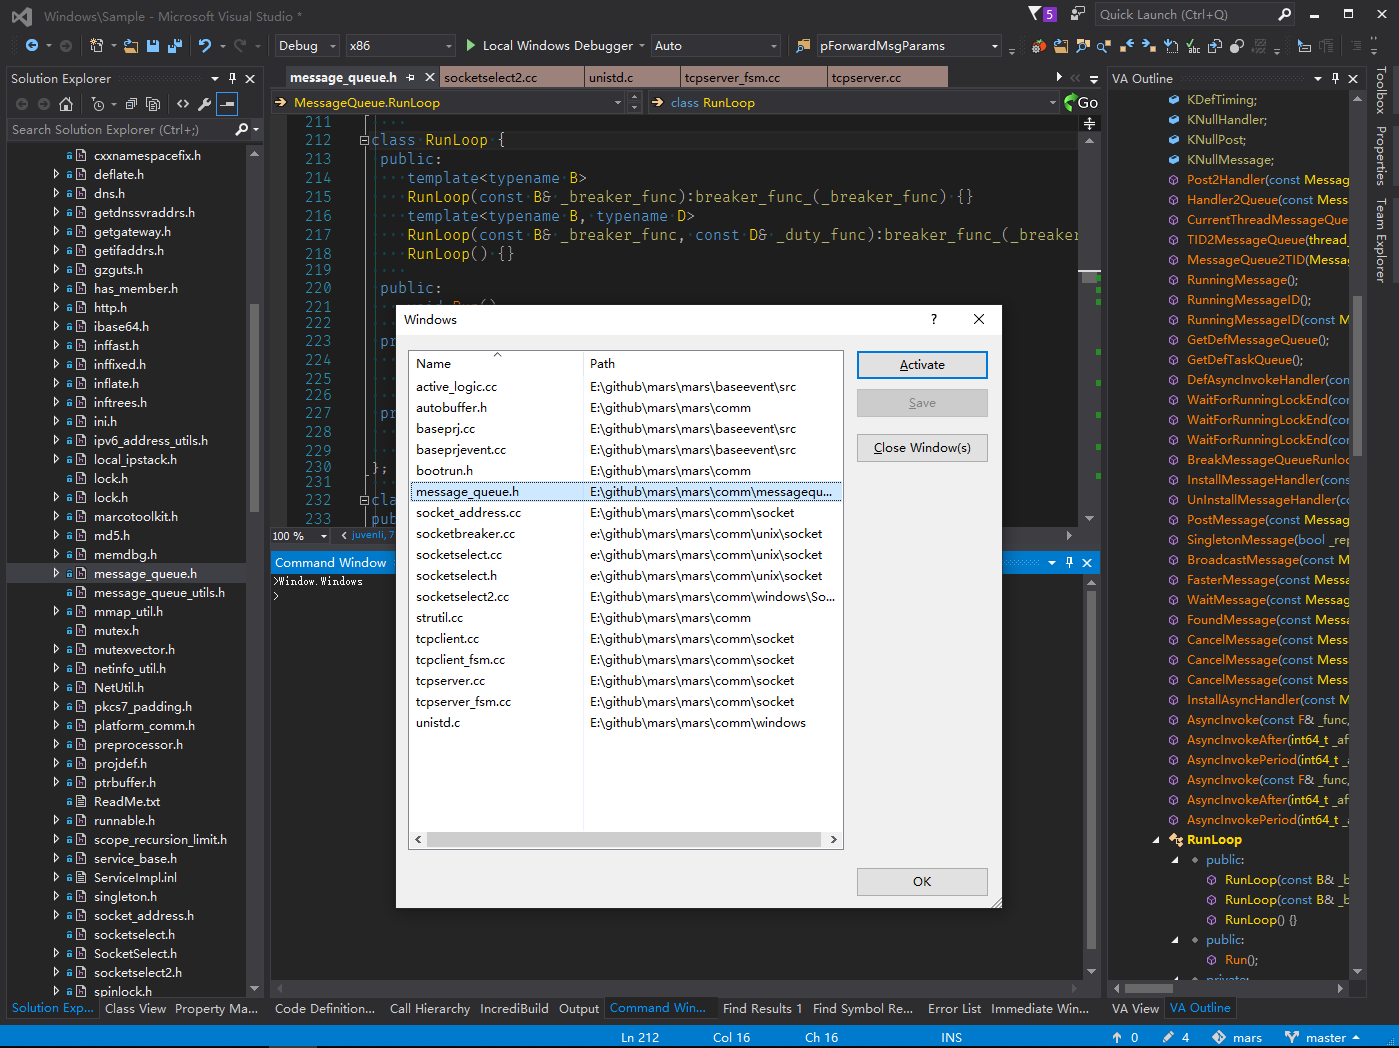 Windows\Sample - Microsoft Visual Studio *
5
Quick Launch (Ctrl+Q)
Debug
x86
Local Windows Debugger
Auto
pForwardMsgParams
Solution Explorer
Search Solution Explorer (Ctrl+;)
cxxnamespacefix.h
deflate.h
dns.h
getdnssvraddrs.h
getgateway.h
getifaddrs.h
gzguts.h
has_member.h
http.h
ibase64.h
inffast.h
inffixed.h
inflate.h
inftrees.h
ini.h
ipv6_address_utils.h
local_ipstack.h
lock.h
lock.h
marcotoolkit.h
md5.h
memdbg.h
message_queue.h
message_queue_utils.h
mmap_util.h
mutex.h
mutexvector.h
netinfo_util.h
NetUtil.h
pkcs7_padding.h
platform_comm.h
preprocessor.h
projdef.h
ptrbuffer.h
ReadMe.txt
runnable.h
scope_recursion_limit.h
service_base.h
ServiceImpl.inl
singleton.h
socket_address.h
socketselect.h
SocketSelect.h
socketselect2.h
spinlock.h
Solution Exp...
Class View
Property Ma...
message_queue.h
socketselect2.cc
unistd.c
tcpserver_fsm.cc
tcpserver.cc
MessageQueue.RunLoop
class RunLoop
Go
211
212 class RunLoop {
213 public:
214 template<typename B>
215 RunLoop(const B& _breaker_func):breaker_func_(_breaker_func) {}
216 template<typename B, typename D>
217 RunLoop(const B& _breaker_func, const D& _duty_func):breaker_func_(_breaker
218 RunLoop() {}
219
220 public:
221 void Run()
222
223 pr
224
225
226
227 pr
228
229
230 };
231
232 cla
233 pub
100 %
juvenli, 7
Windows
?
Name
Path
active_logic.cc E:\github\mars\mars\baseevent\src
autobuffer.h E:\github\mars\mars\comm
baseprj.cc E:\github\mars\mars\baseevent\src
baseprjevent.cc E:\github\mars\mars\baseevent\src
bootrun.h E:\github\mars\mars\comm
message_queue.h E:\github\mars\mars\comm\messagequ...
socket_address.cc E:\github\mars\mars\comm\socket
socketbreaker.cc e:\github\mars\mars\comm\unix\socket
socketselect.cc e:\github\mars\mars\comm\unix\socket
socketselect.h e:\github\mars\mars\comm\unix\socket
socketselect2.cc E:\github\mars\mars\comm\windows\So...
strutil.cc E:\github\mars\mars\comm
tcpclient.cc E:\github\mars\mars\comm\socket
tcpclient_fsm.cc E:\github\mars\mars\comm\socket
tcpserver.cc E:\github\mars\mars\comm\socket
tcpserver_fsm.cc E:\github\mars\mars\comm\socket
unistd.c E:\github\mars\mars\comm\windows
Activate
Save
Close Window(s)
OK
Command Window
>Window.Windows
>
Code Definition...
Call Hierarchy
IncrediBuild
Output
Command Win...
Find Results 1
Find Symbol Re...
Error List
Immediate Win...
VA Outline
KDefTiming;
KNullHandler;
KNullPost;
KNullMessage;
Post2Handler(const Messag
Handler2Queue(const Mess
CurrentThreadMessageQue
TID2MessageQueue(thread_
MessageQueue2TID(Messa
RunningMessage();
RunningMessageID();
RunningMessageID(const M
GetDefMessageQueue();
GetDefTaskQueue();
DefAsyncInvokeHandler(con
WaitForRunningLockEnd(co
WaitForRunningLockEnd(co
WaitForRunningLockEnd(co
BreakMessageQueueRunloo
InstallMessageHandler(cons
UnInstallMessageHandler(co
PostMessage(const Messag
SingletonMessage(bool _rep
BroadcastMessage(const Me
FasterMessage(const Messa
WaitMessage(const Messag
FoundMessage(const Messa
CancelMessage(const Mess
CancelMessage(const Mess
CancelMessage(const Mess
InstallAsyncHandler(const M
AsyncInvoke(const F& _func,
AsyncInvokeAfter(int64_t _af
AsyncInvokePeriod(int64_t _a
AsyncInvoke(const F& _func,
AsyncInvokeAfter(int64_t _af
AsyncInvokePeriod(int64_t _a
RunLoop
public:
RunLoop(const B& _b
RunLoop(const B& _b
RunLoop() {}
public:
Run();
private:
VA View
VA Outline
Toolbox
Properties
Team Explorer
Ln 212
Col 16
Ch 16
INS
0
4
mars
master